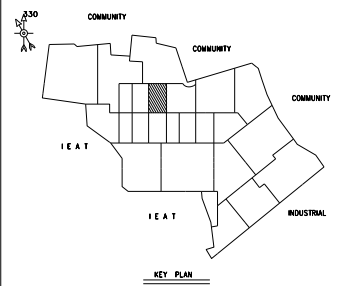 330
COMMUNITY
COMMUNITY
COMMUNITY
I E A T
I E A T
INDUSTRIAL
KEY PLAN